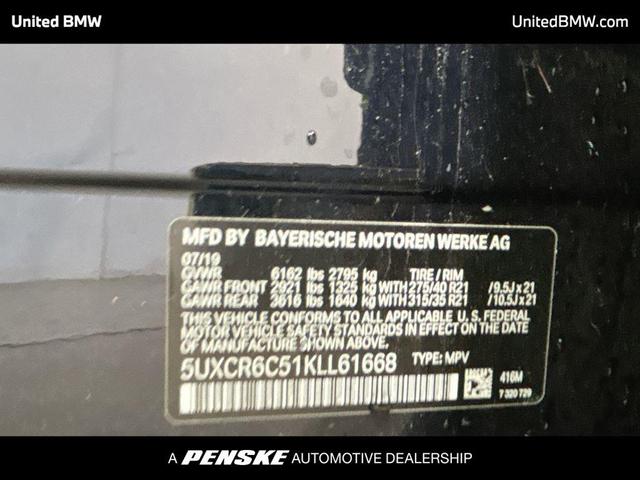 United BMW
UnitedBMW.com
MFD BY BAYERISCHE MOTOREN WERKE AG
07/19
GVWR 6162 lbs 2795 kg TIRE / RIM
GAWR FRONT 2921 lbs 1325 kg WITH 275/40 R21 /9.5J x 21
GAWR REAR 3616 lbs 1640 kg WITH 315/35 R21 /10.5J x 21
THIS VEHICLE CONFORMS TO ALL APPLICABLE U. S. FEDERAL
MOTOR VEHICLE SAFETY STANDARDS IN EFFECT ON THE DATE
OF MANUFACTURE SHOWN ABOVE.
5UXCR6C51KLL61668 TYPE: MPV
416M
7 320 729
A PENSKE AUTOMOTIVE DEALERSHIP